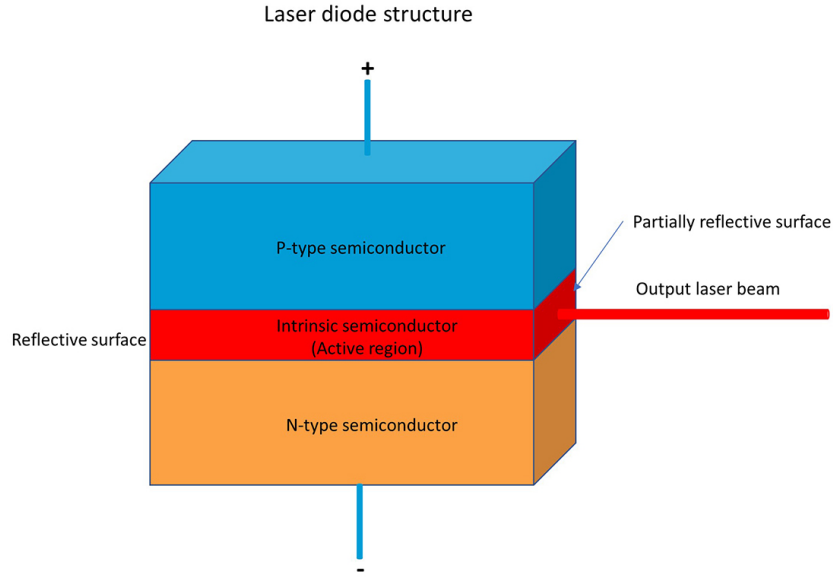 Laser diode structure
+
P-type semiconductor
Partially reflective surface
Output laser beam
Intrinsic semiconductor
(Active region)
Reflective surface
N-type semiconductor
-